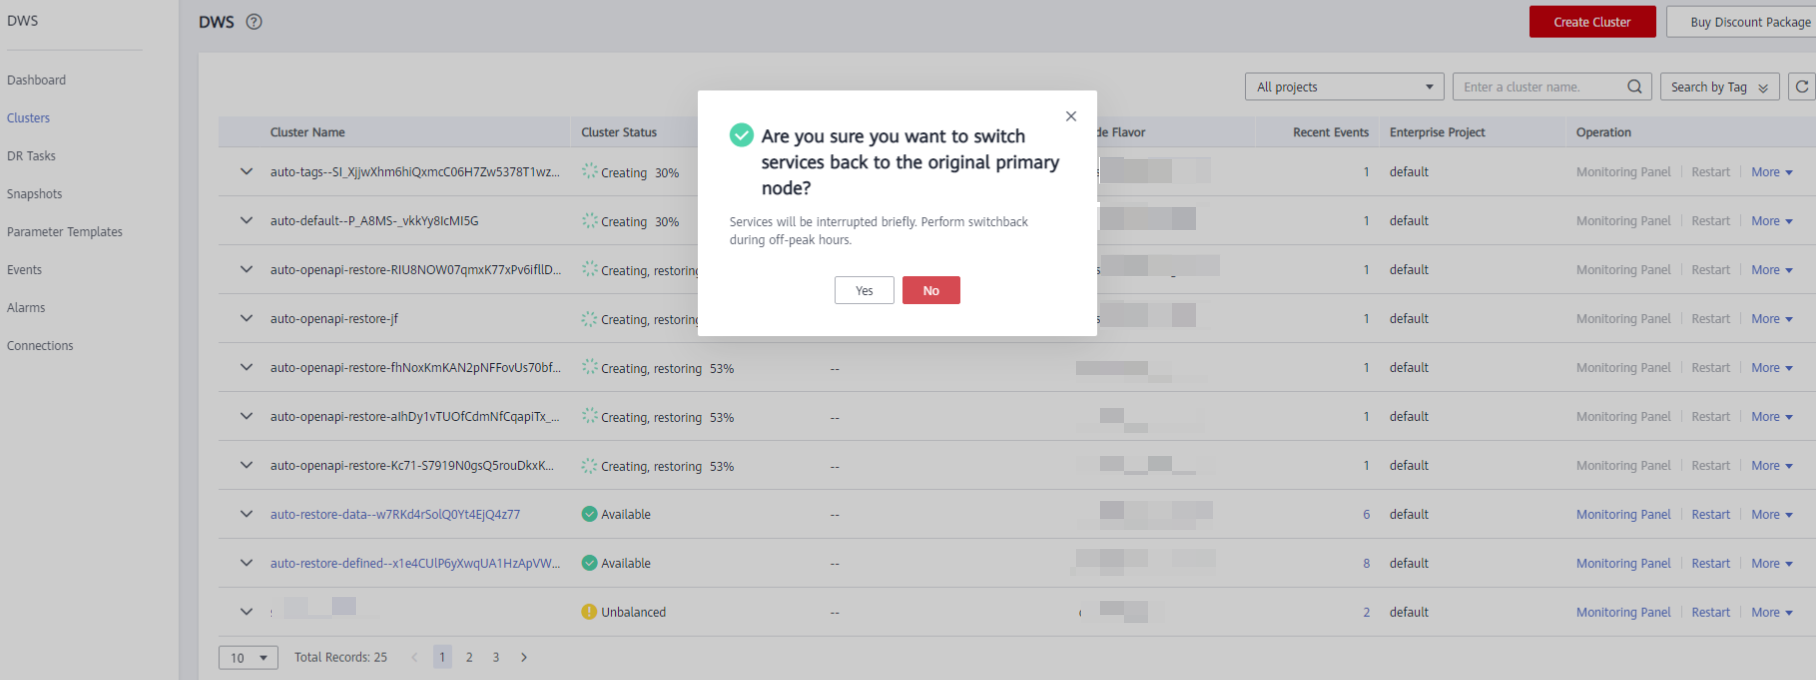 DWS
Dashboard
Clusters
DR Tasks
Snapshots
Parameter Templates
Events
Alarms
Connections
DWS ?
Create Cluster
Buy Discount Package
All projects
Enter a cluster name.
Search by Tag
Cluster Name Cluster Status de Flavor Recent Events Enterprise Project Operation
auto-tags--SI_XjjwXhm6hiQxmcC06H7Zw5378T1wz... Creating 30% 1 default Monitoring Panel Restart More
auto-default--P_A8MS-_vkkYy8IcMI5G Creating 30% 1 default Monitoring Panel Restart More
auto-openapi-restore-RIU8NOW07qmxK77xPv6ifllD... Creating, restoring 1 default Monitoring Panel Restart More
auto-openapi-restore-jf Creating, restoring 1 default Monitoring Panel Restart More
auto-openapi-restore-fhNoxKmKAN2pNFFovUs70bf... Creating, restoring 53% -- 1 default Monitoring Panel Restart More
auto-openapi-restore-alhDy1vTUOfCdmNfCqapiTx_... Creating, restoring 53% -- 1 default Monitoring Panel Restart More
auto-openapi-restore-Kc71-S7919N0gsQ5rouDkxK... Creating, restoring 53% -- 1 default Monitoring Panel Restart More
auto-restore-data--w7RKd4rSolQ0Yt4EjQ4z77 Available -- 6 default Monitoring Panel Restart More
auto-restore-defined--x1e4CUlP6yXwqUA1HzApVW... Available -- 8 default Monitoring Panel Restart More
Unbalanced -- 2 default Monitoring Panel Restart More
10 Total Records: 25 < 1 2 3 >
Are you sure you want to switch
services back to the original primary
node?
Services will be interrupted briefly. Perform switchback
during off-peak hours.
Yes No